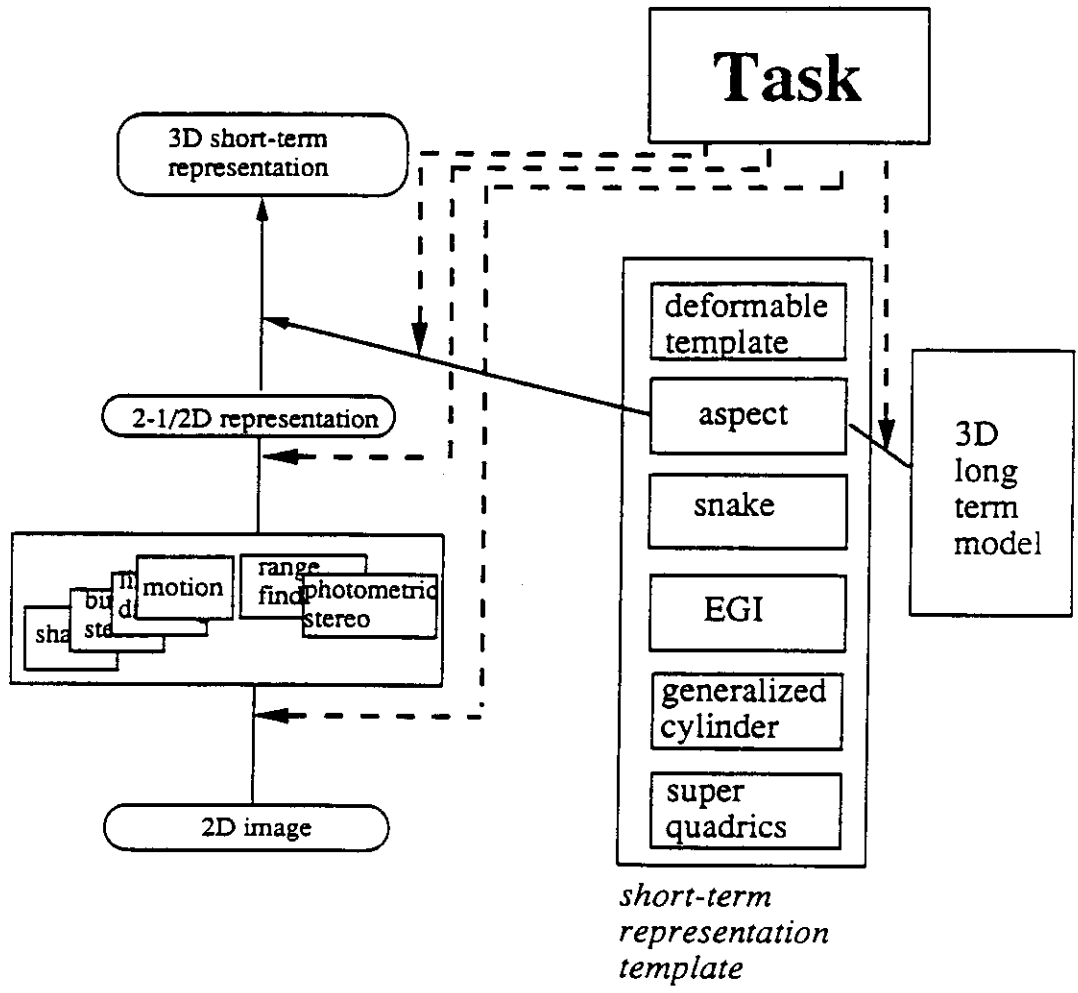 Task
3D short-term
representation
deformable
template
2-1/2D representation
aspect
3D
long
term
model
snake
motion
range
photometric
stereo
EGI
generalized
cylinder
super
quadrics
2D image
short-term
representation
template